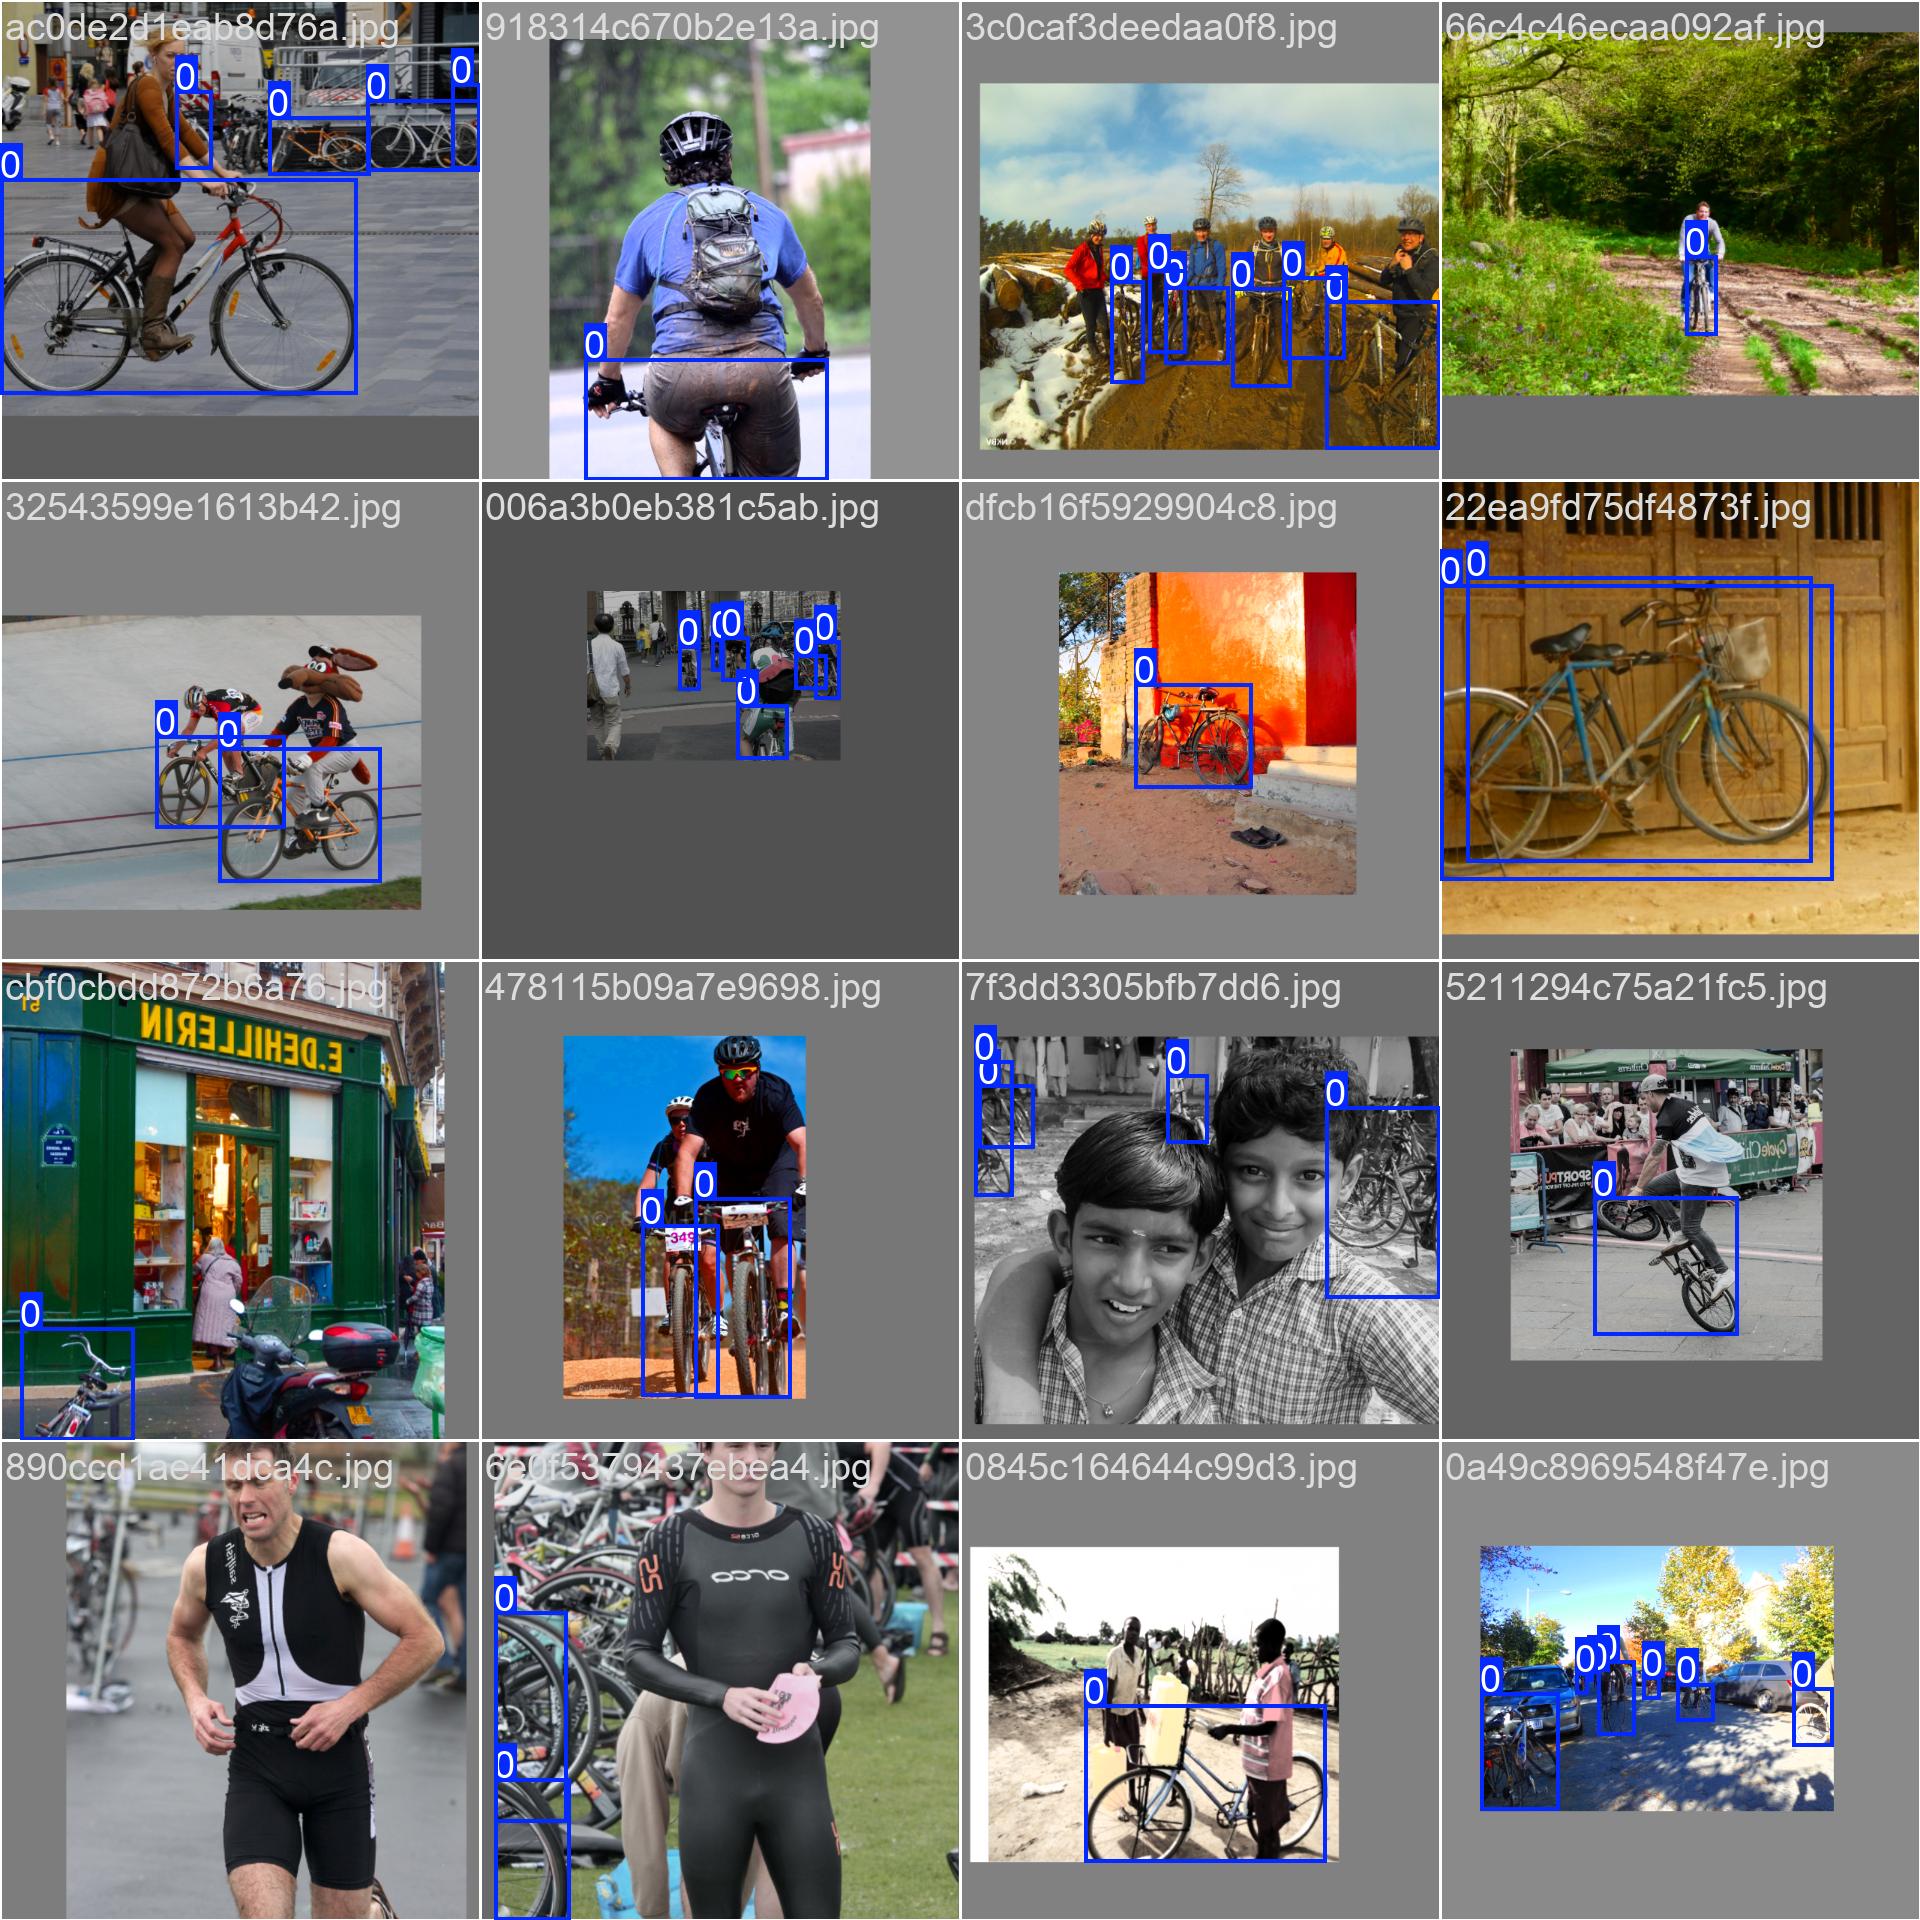 ac0de2d1eab8d76a.jpg
918314c670b2e13a.jpg
3c0caf3deedaa0f8.jpg
66c4c46ecaa092af.jpg
0
0
0
0
0
0
0
0
0
0
0
0
0
32543599e1613b42.jpg
006a3b0eb381c5ab.jpg
dfcb16f5929904c8.jpg
22ea9fd75df4873f.jpg
0
0
0
0
0
0
0
0
0
0
0
cbf0cbdd872b6a76.jpg
478115b09a7e9698.jpg
7f3dd3305bfb7dd6.jpg
5211294c75a21fc5.jpg
51
E.DEHILLERIN
0
0
0
349
0
0
0
0
0
890ccd1ae41dca4c.jpg
6e0f5379437ebea4.jpg
0845c164644c99d3.jpg
0a49c8969548f47e.jpg
sailfish
orca
0
0
0
0
0
0
0
0
0